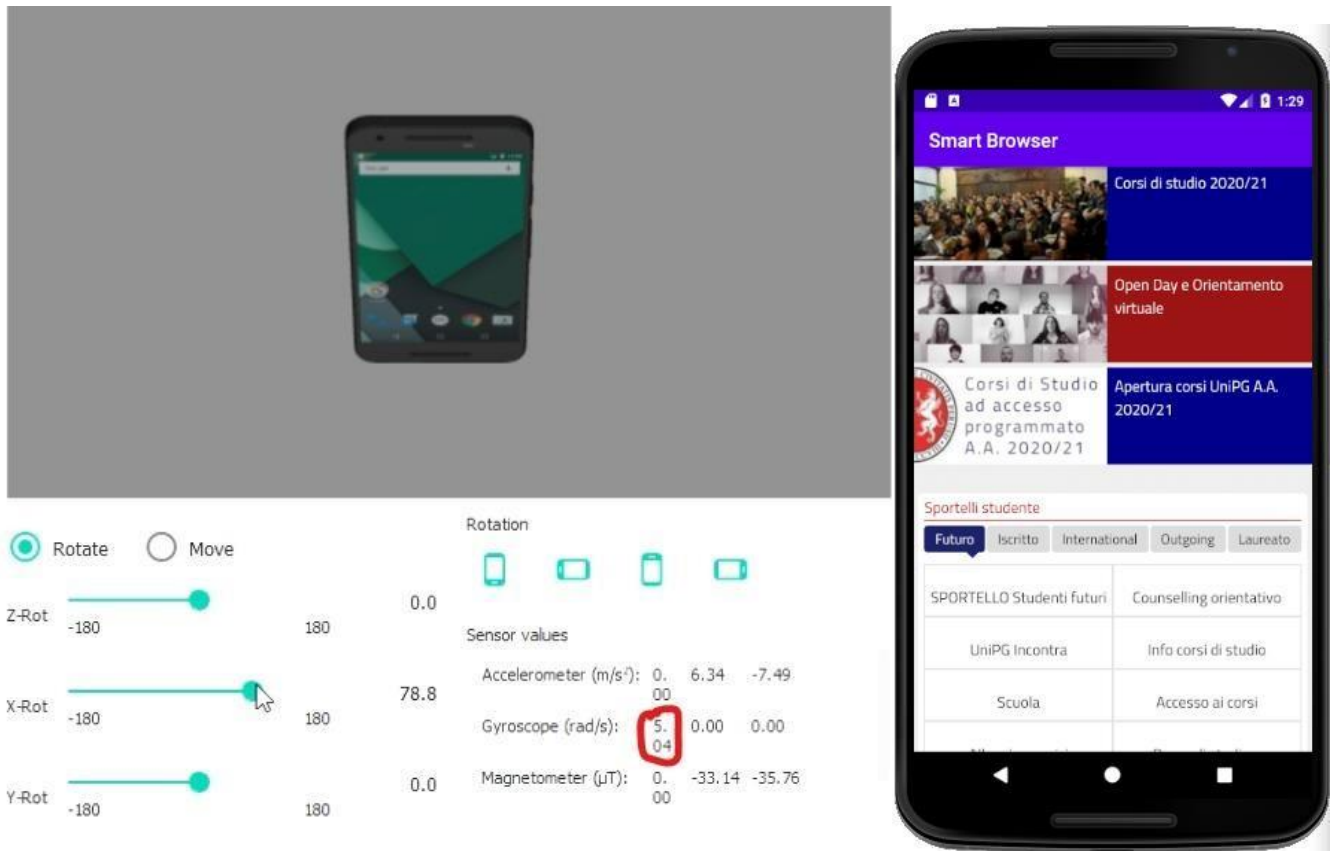 Rotate
Move
Z-Rot
-180
180
0.0
X-Rot
-180
180
78.8
Y-Rot
-180
180
0.0
Rotation
Sensor values
Accelerometer (m/s²): 0.00 6.34 -7.49
Gyroscope (rad/s): 5.04 0.00 0.00
Magnetometer (μT): 0.00 -33.14 -35.76
1:29
Smart Browser
Corsi di studio 2020/21
Open Day e Orientamento
virtuale
Corsi di Studio
ad accesso
programmato
A.A. 2020/21
Apertura corsi UniPG A.A.
2020/21
Sportelli studente
Futuro Iscritto International Outgoing Laureato
SPORTELLO Studenti futuri Counselling orientativo
UniPG Incontra Info corsi di studio
Scuola Accesso ai corsi